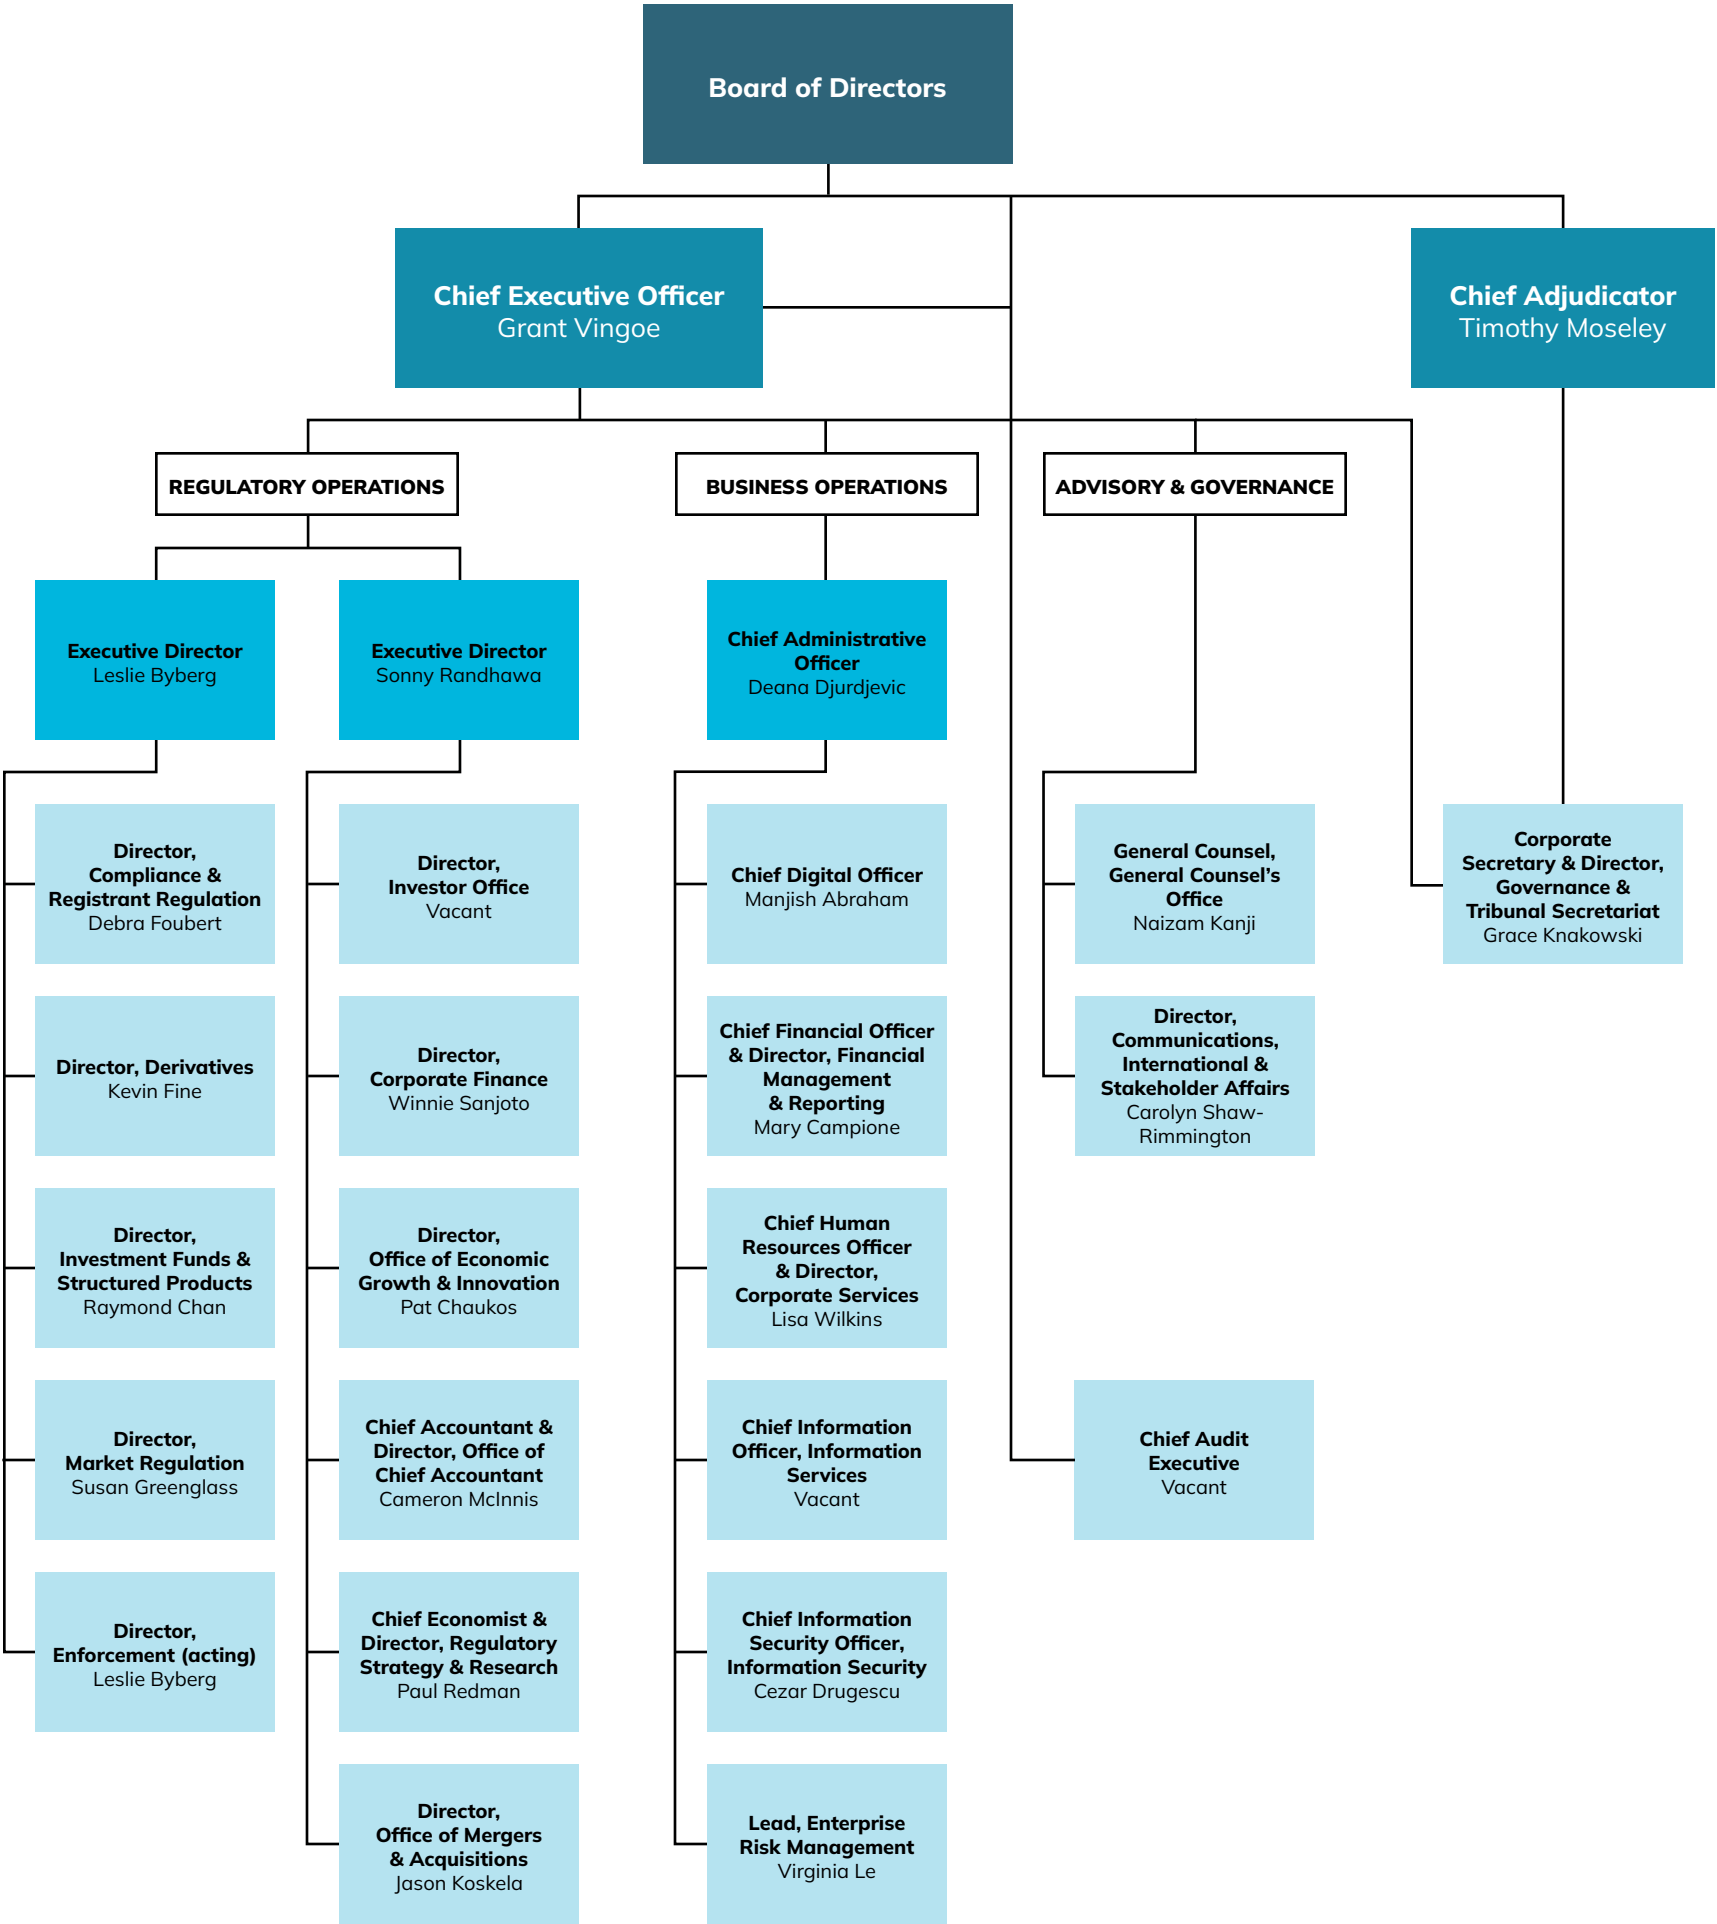 Board of Directors
Chief Executive Officer
Grant Vingoe
Chief Adjudicator
Timothy Moseley
REGULATORY OPERATIONS
BUSINESS OPERATIONS
ADVISORY & GOVERNANCE
Executive Director
Leslie Byberg
Executive Director
Sonny Randhawa
Chief Administrative
Officer
Deana Djurdjevic
Director,
Compliance &
Registrant Regulation
Debra Foubert
Director,
Investor Office
Vacant
Chief Digital Officer
Manjish Abraham
General Counsel,
General Counsel’s
Office
Naizam Kanji
Corporate
Secretary & Director,
Governance &
Tribunal Secretariat
Grace Knakowski
Director, Derivatives
Kevin Fine
Director,
Corporate Finance
Winnie Sanjoto
Chief Financial Officer
& Director, Financial
Management
& Reporting
Mary Campione
Director,
Communications,
International &
Stakeholder Affairs
Carolyn Shaw-
Rimmington
Director,
Investment Funds &
Structured Products
Raymond Chan
Director,
Office of Economic
Growth & Innovation
Pat Chaukos
Chief Human
Resources Officer
& Director,
Corporate Services
Lisa Wilkins
Director,
Market Regulation
Susan Greenglass
Chief Accountant &
Director, Office of
Chief Accountant
Cameron McInnis
Chief Information
Officer, Information
Services
Vacant
Chief Audit
Executive
Vacant
Director,
Enforcement (acting)
Leslie Byberg
Chief Economist &
Director, Regulatory
Strategy & Research
Paul Redman
Chief Information
Security Officer,
Information Security
Cezar Drugescu
Director,
Office of Mergers
& Acquisitions
Jason Koskela
Lead, Enterprise
Risk Management
Virginia Le